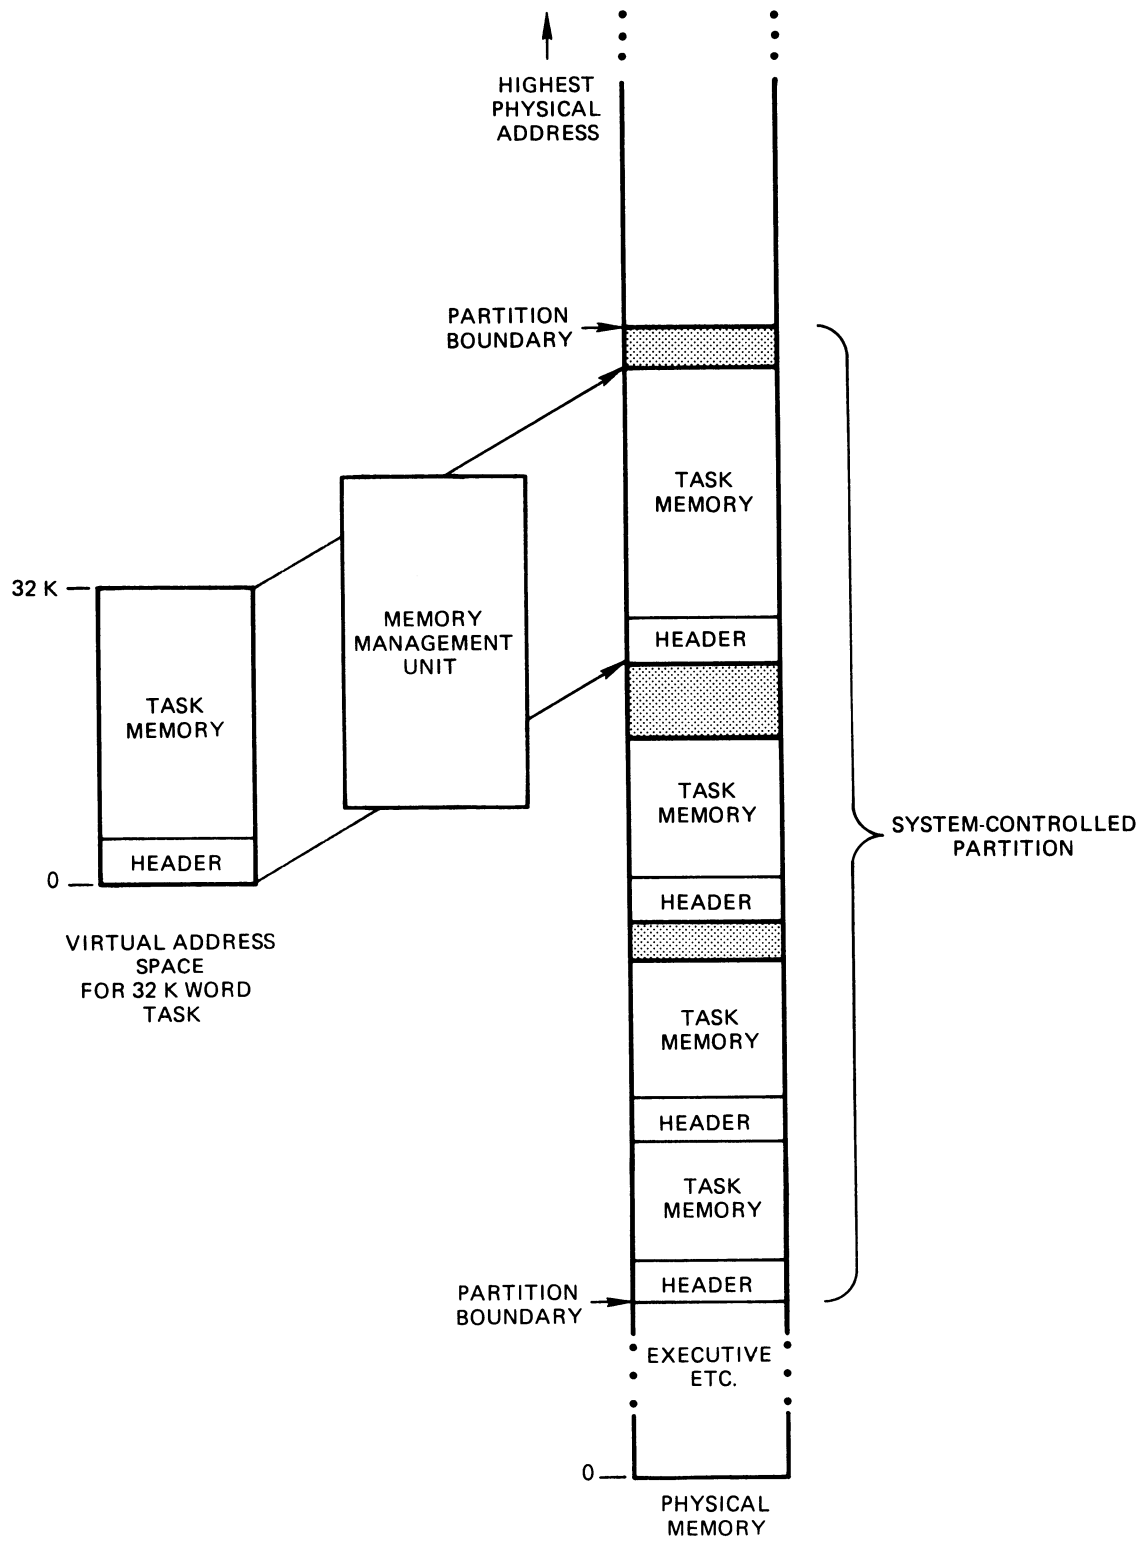 HIGHEST
PHYSICAL
ADDRESS
PARTITION
BOUNDARY
TASK
MEMORY
HEADER
32 K
TASK
MEMORY
HEADER
0
VIRTUAL ADDRESS
SPACE
FOR 32 K WORD
TASK
MEMORY
MANAGEMENT
UNIT
TASK
MEMORY
HEADER
SYSTEM-CONTROLLED
PARTITION
TASK
MEMORY
HEADER
TASK
MEMORY
HEADER
PARTITION
BOUNDARY
EXECUTIVE
ETC.
0
PHYSICAL
MEMORY